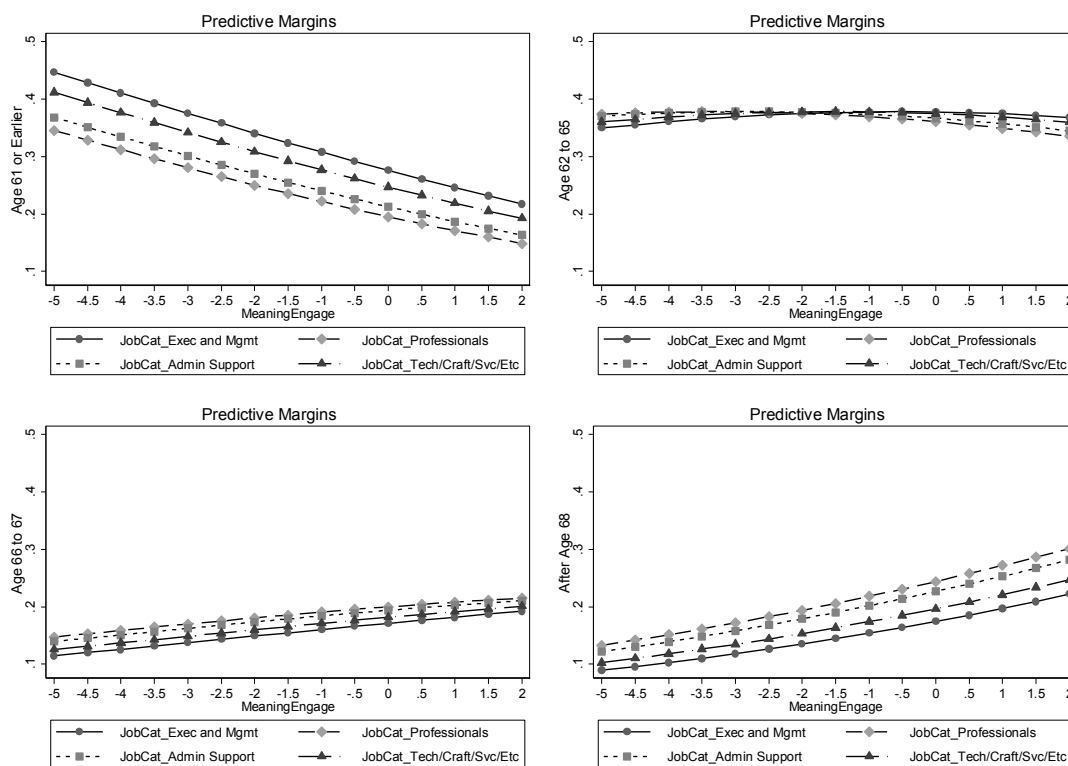 Predictive Margins
Age 61 or Earlier
.5
.4
.3
.2
.1
-5 -4.5 -4 -3.5 -3 -2.5 -2 -1.5 -1 -.5 0 .5 1 1.5 2
MeaningEngage
JobCat_Exec and Mgmt JobCat_Professionals
JobCat_Admin Support JobCat_Tech/Craft/Svc/Etc
Predictive Margins
Age 62 to 65
.5
.4
.3
.2
.1
-5 -4.5 -4 -3.5 -3 -2.5 -2 -1.5 -1 -.5 0 .5 1 1.5 2
MeaningEngage
JobCat_Exec and Mgmt JobCat_Professionals
JobCat_Admin Support JobCat_Tech/Craft/Svc/Etc
Predictive Margins
Age 66 to 67
.5
.4
.3
.2
.1
-5 -4.5 -4 -3.5 -3 -2.5 -2 -1.5 -1 -.5 0 .5 1 1.5 2
MeaningEngage
JobCat_Exec and Mgmt JobCat_Professionals
JobCat_Admin Support JobCat_Tech/Craft/Svc/Etc
Predictive Margins
After Age 68
.5
.4
.3
.2
.1
-5 -4.5 -4 -3.5 -3 -2.5 -2 -1.5 -1 -.5 0 .5 1 1.5 2
MeaningEngage
JobCat_Exec and Mgmt JobCat_Professionals
JobCat_Admin Support JobCat_Tech/Craft/Svc/Etc